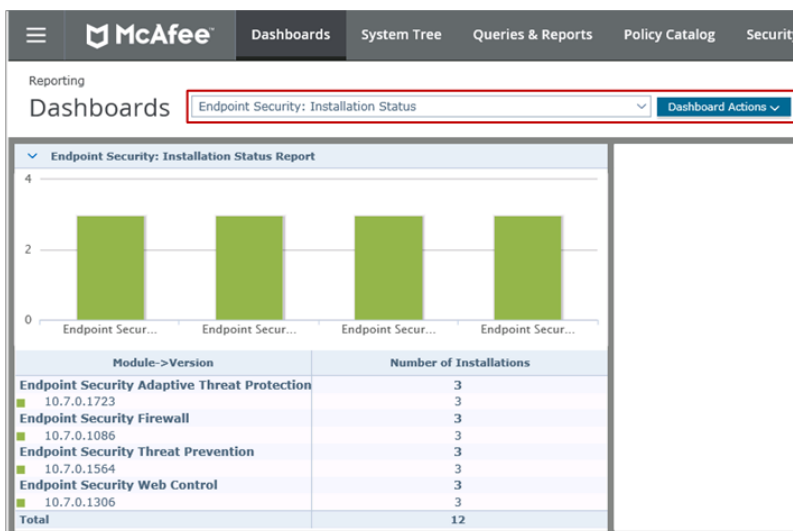 McAfee Dashboards System Tree Queries & Reports Policy Catalog Securit
Reporting
Dashboards Endpoint Security: Installation Status Dashboard Actions
Endpoint Security: Installation Status Report
4
2
0
Endpoint Secur... Endpoint Secur... Endpoint Secur... Endpoint Secur...
Module->Version Number of Installations
Endpoint Security Adaptive Threat Protection 3
10.7.0.1723 3
Endpoint Security Firewall 3
10.7.0.1086 3
Endpoint Security Threat Prevention 3
10.7.0.1564 3
Endpoint Security Web Control 3
10.7.0.1306 3
Total 12